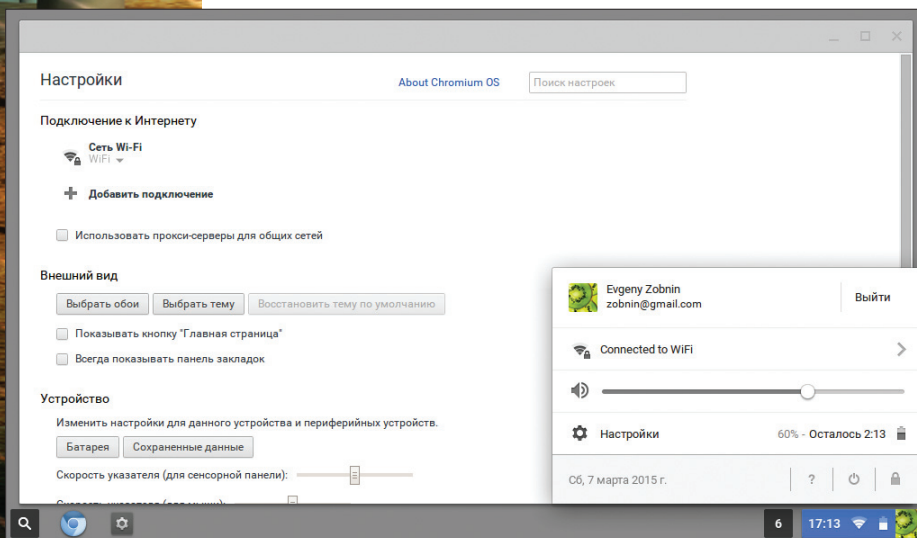 Настройки
About Chromium OS
Поиск настроек
Подключение к Интернету
Сеть Wi-Fi
WiFi
Добавить подключение
Использовать прокси-серверы для общих сетей
Внешний вид
Выбрать обои
Выбрать тему
Восстановить тему по умолчанию
Показывать кнопку "Главная страница"
Всегда показывать панель закладок
Устройство
Изменить настройки для данного устройства и периферийных устройств.
Батарея
Сохраненные данные
Скорость указателя (для сенсорной панели):
Evgeny Zobnin
zobnin@gmail.com
Выйти
Connected to WiFi
Настройки
60% - Осталось 2:13
Сб, 7 марта 2015 г.
?
6
17:13